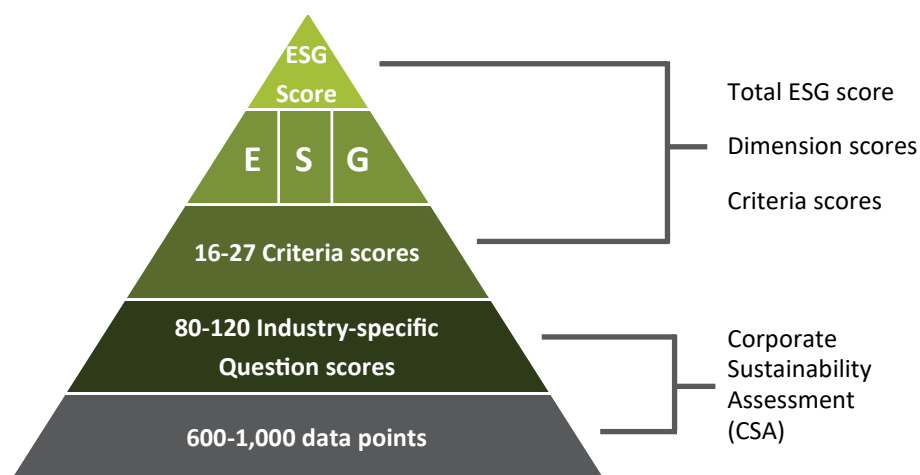 ESG
Score
E S G
16-27 Criteria scores
80-120 Industry-specific
Question scores
600-1,000 data points
Total ESG score
Dimension scores
Criteria scores
Corporate
Sustainability
Assessment
(CSA)